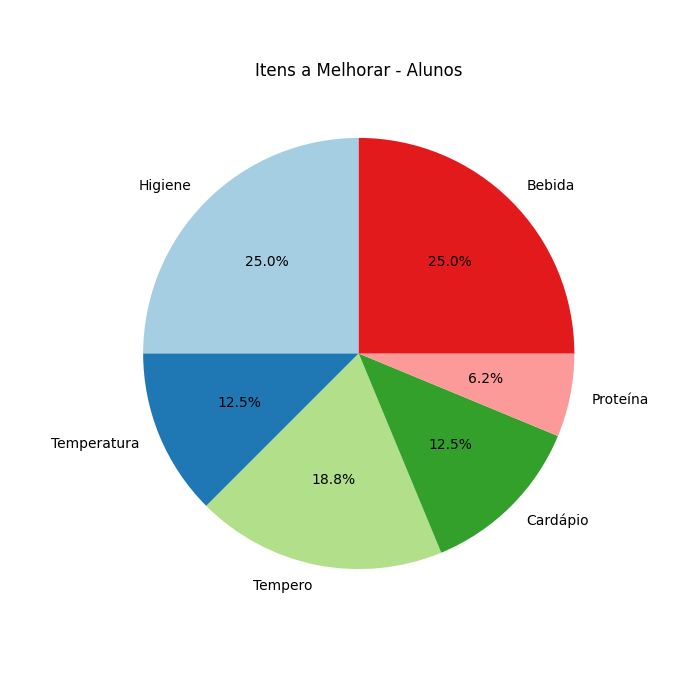 Itens a Melhorar - Alunos
Higiene
Bebida
25.0%
25.0%
6.2%
Proteína
12.5%
Temperatura
12.5%
18.8%
Cardápio
Tempero